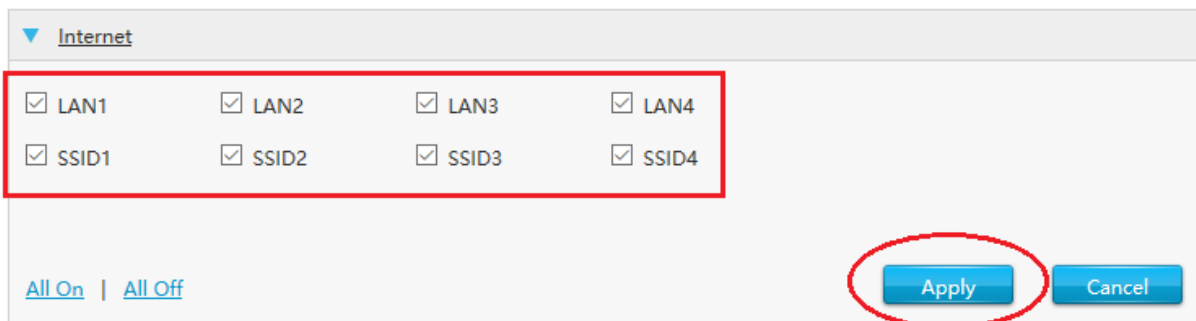 Internet
LAN1 LAN2 LAN3 LAN4
SSID1 SSID2 SSID3 SSID4
All On | All Off Apply Cancel